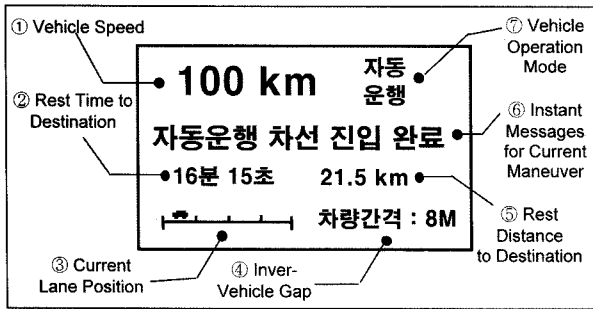 ① Vehicle Speed
⑦ Vehicle
Operation
Mode
100 km
자동
운행
② Rest Time to
Destination
자동운행 차선 진입 완료
⑥ Instant
Messages
for Current
Maneuver
16분 15초
21.5 km
차량간격 : 8M
⑤ Rest
Distance
to Destination
③ Current
Lane Position
④ Inver-
Vehicle Gap